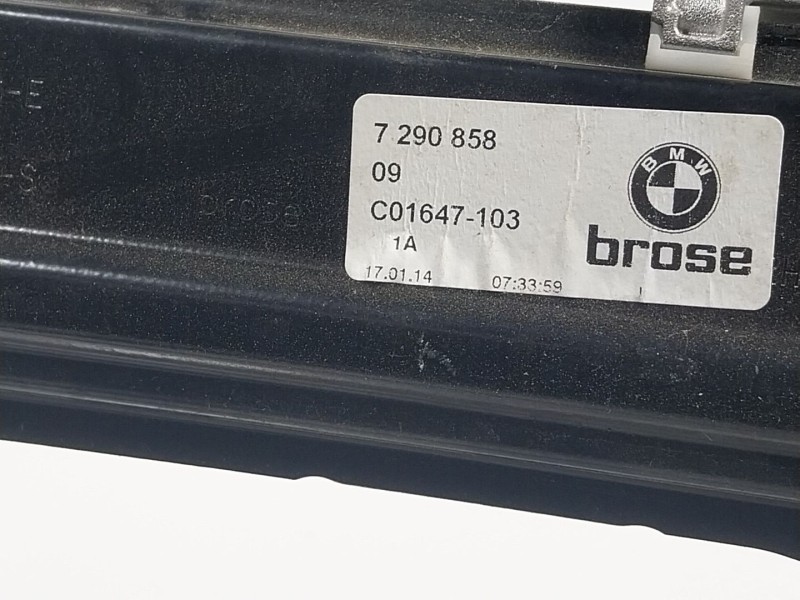 -E
-S
brose
7 290 858
09
C01647-103
1A
17.01.14 07:33:59
BMW
brose